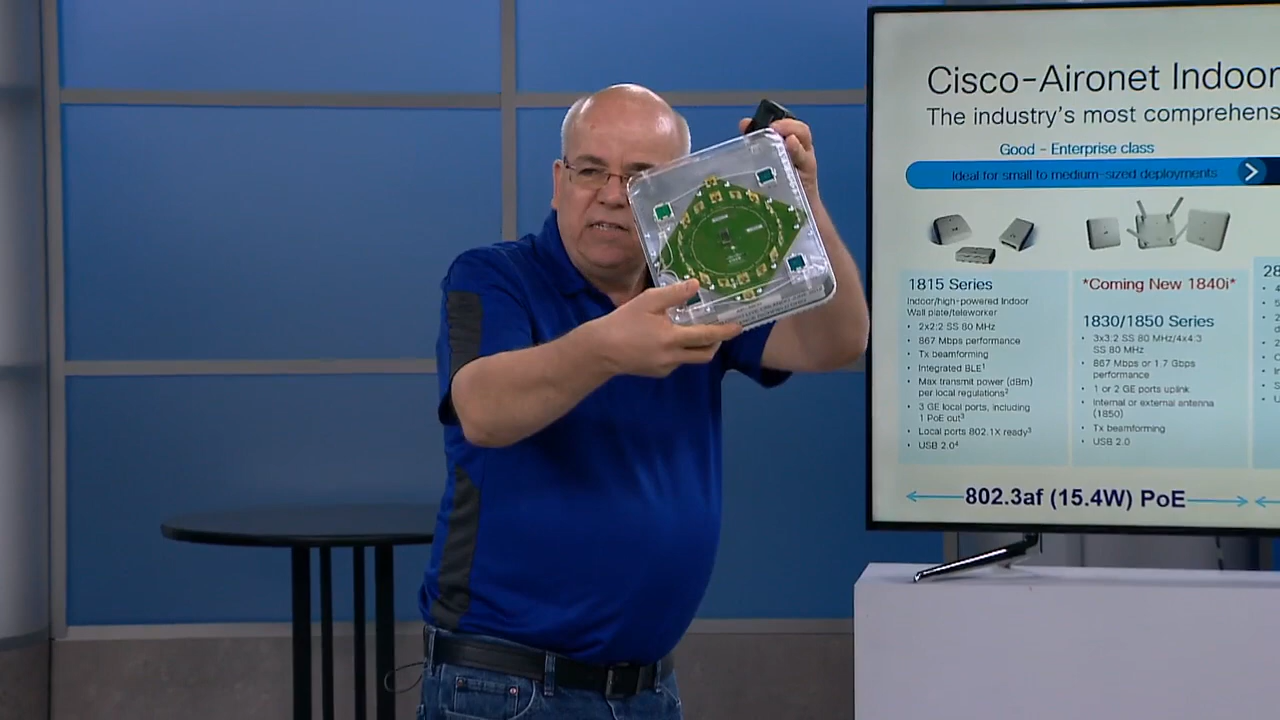 Cisco-Aironet Indoor
The industry's most comprehens
Good - Enterprise class
Ideal for small to medium-sized deployments
1815 Series
Indoor/high-powered Indoor
Wall plate/teleworker
• 2x2:2 SS 80 MHz
• 867 Mbps performance
• Tx beamforming
• Integrated BLE¹
• Max transmit power (dBm)
per local regulations²
• 3 GE local ports, including
1 PoE out³
• Local ports 802.1X ready³
• USB 2.0⁴
*Coming New 1840i*
1830/1850 Series
• 3x3:2 SS 80 MHz/4x4:3
SS 80 MHz
• 867 Mbps or 1.7 Gbps
performance
• 1 or 2 GE ports uplink
• Internal or external antenna
(1850)
• Tx beamforming
• USB 2.0
28
802.3af (15.4W) PoE